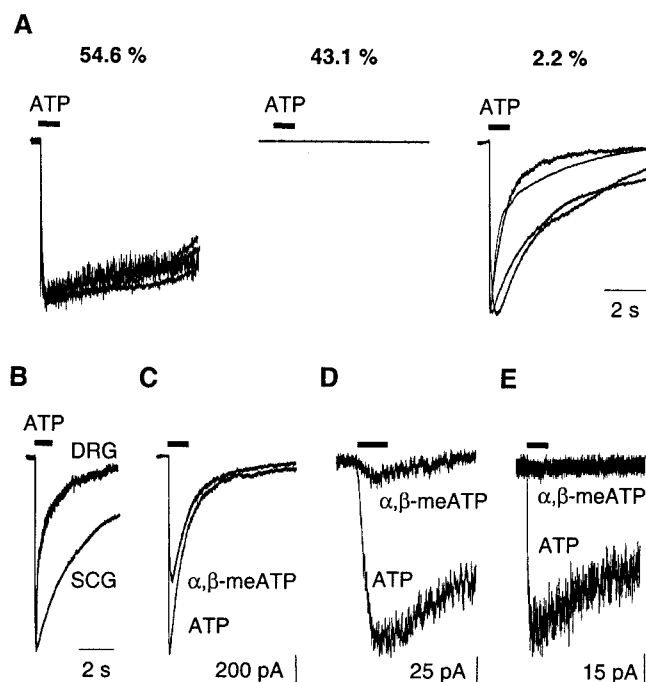 A
54.6 % 43.1 % 2.2 %
ATP ATP ATP
2 s
B C D E
ATP
DRG
SCG
2 s
α,β-meATP
ATP
200 pA
α,β-meATP
ATP
25 pA
α,β-meATP
ATP
15 pA